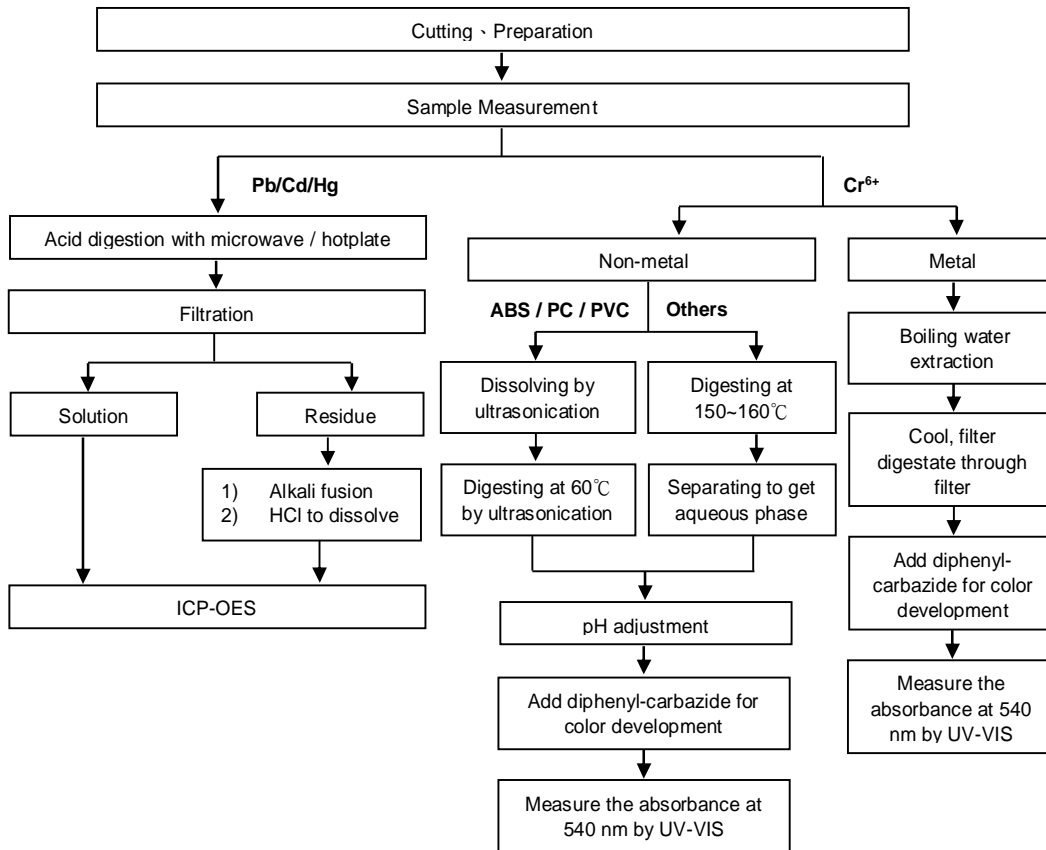 Cutting、Preparation
Sample Measurement
Pb/Cd/Hg
Cr⁶⁺
Acid digestion with microwave / hotplate
Non-metal
Metal
Filtration
ABS / PC / PVC
Others
Boiling water
extraction
Solution
Residue
Dissolving by
ultrasonication
Digesting at
150~160℃
Cool, filter
digestate through
filter
1) Alkali fusion
2) HCl to dissolve
Digesting at 60℃
by ultrasonication
Separating to get
aqueous phase
Add diphenyl-
carbazide for color
development
ICP-OES
pH adjustment
Measure the
absorbance at 540
nm by UV-VIS
Add diphenyl-carbazide for
color development
Measure the absorbance at
540 nm by UV-VIS